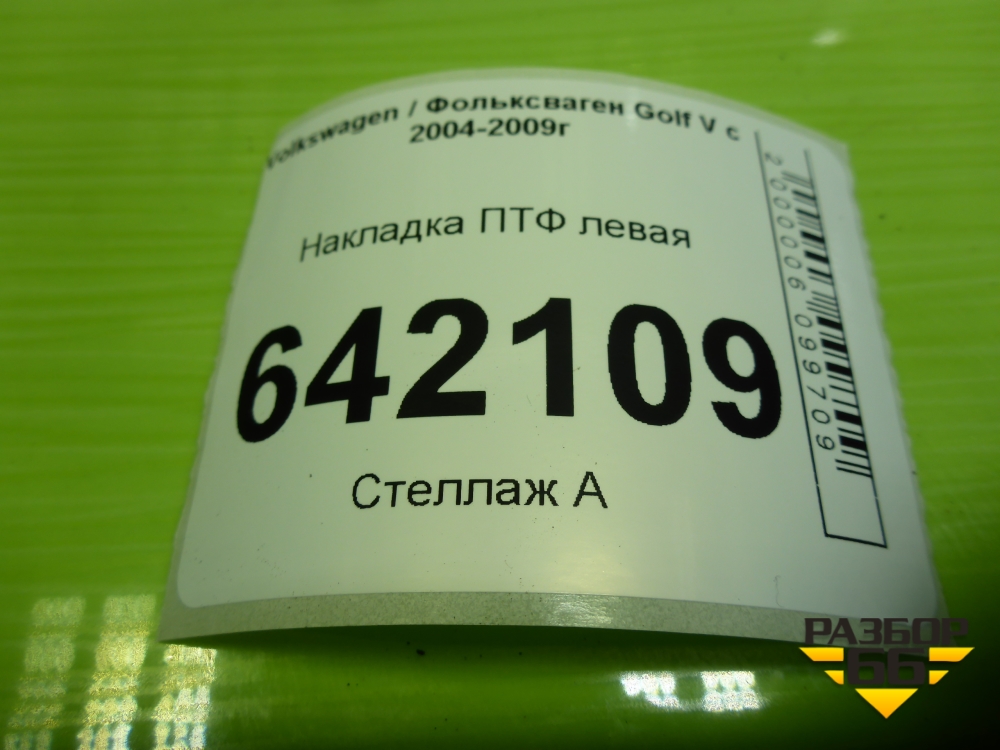 Volkswagen / Фольксваген Golf V с
2004-2009г
Накладка ПТФ левая
642109
Стеллаж А
2000006099709
РАЗБОР
66